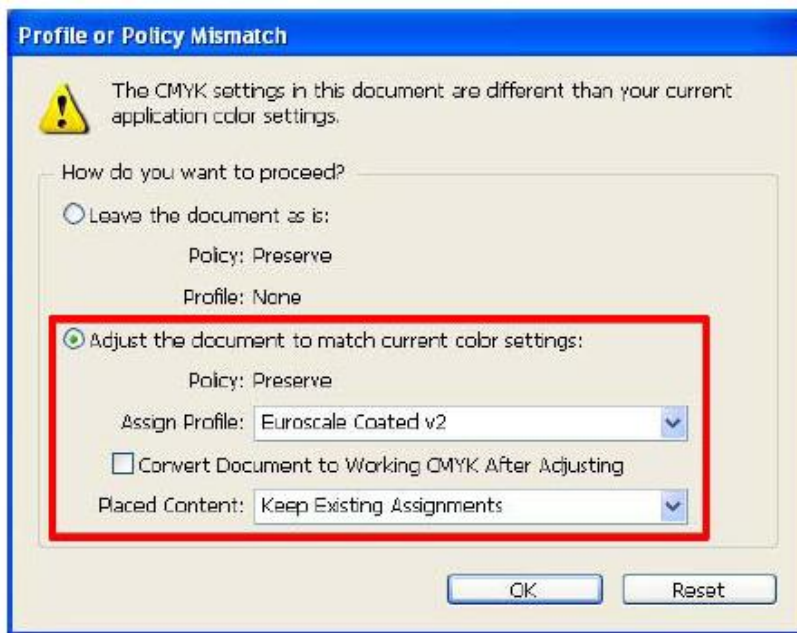 Profile or Policy Mismatch
The CMYK settings in this document are different than your current
application color settings.
How do you want to proceed?
Leave the document as is:
Policy: Preserve
Profile: None
Adjust the document to match current color settings:
Policy: Preserve
Assign Profile: Euroscale Coated v2
Convert Document to Working CMYK After Adjusting
Placed Content: Keep Existing Assignments
OK Reset